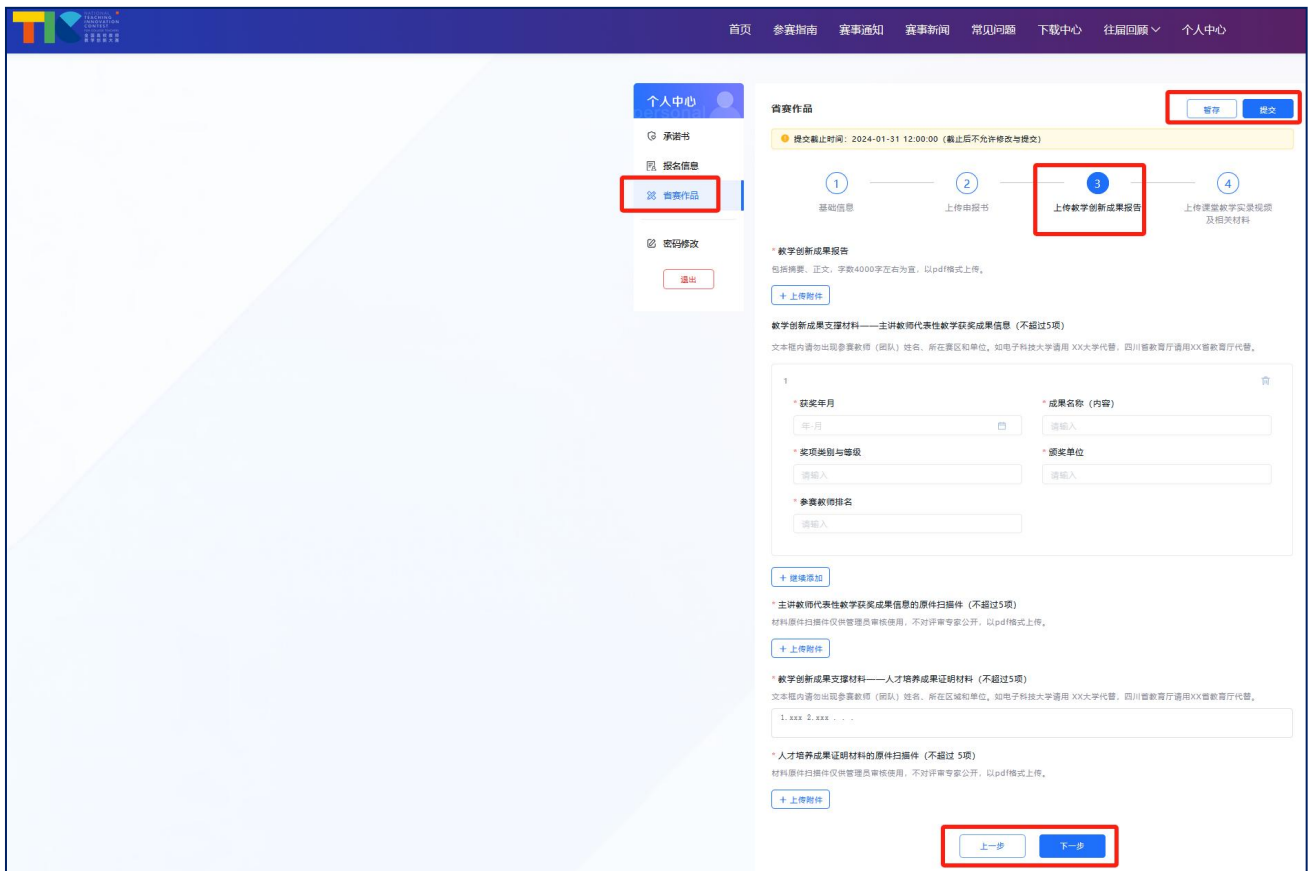 TIC
NATIONAL
TEACHING
INNOVATION
CONTEST
全国高校教师
教学创新大赛
首页 参赛指南 赛事通知 赛事新闻 常见问题 下载中心 往届回顾 个人中心
个人中心
personal
承诺书
报名信息
省赛作品
密码修改
退出
省赛作品
暂存 提交
提交截止时间：2024-01-31 12:00:00（截止后不允许修改与提交）
1 2 3 4
基础信息 上传申报书 上传教学创新成果报告 上传课堂教学实录视频
及相关材料
* 教学创新成果报告
包括摘要、正文，字数4000字左右为宜，以pdf格式上传。
+ 上传附件
教学创新成果支撑材料——主讲教师代表性教学获奖成果信息（不超过5项）
文本框内请勿出现参赛教师（团队）姓名、所在赛区和单位。如电子科技大学请用 XX大学代替，四川省教育厅请用XX省教育厅代替。
1
* 获奖年月 * 成果名称（内容）
年-月 请输入
* 奖项类别与等级 * 颁奖单位
请输入 请输入
* 参赛教师排名
请输入
+ 继续添加
* 主讲教师代表性教学获奖成果信息的原件扫描件（不超过5项）
材料原件扫描件仅供管理员审核使用，不对评审专家公开，以pdf格式上传。
+ 上传附件
* 教学创新成果支撑材料——人才培养成果证明材料（不超过5项）
文本框内请勿出现参赛教师（团队）姓名、所在区域和单位。如电子科技大学请用 XX大学代替，四川省教育厅请用XX省教育厅代替。
1.xxx 2.xxx . . .
* 人才培养成果证明材料的原件扫描件（不超过 5项）
材料原件扫描件仅供管理员审核使用，不对评审专家公开，以pdf格式上传。
+ 上传附件
上一步 下一步